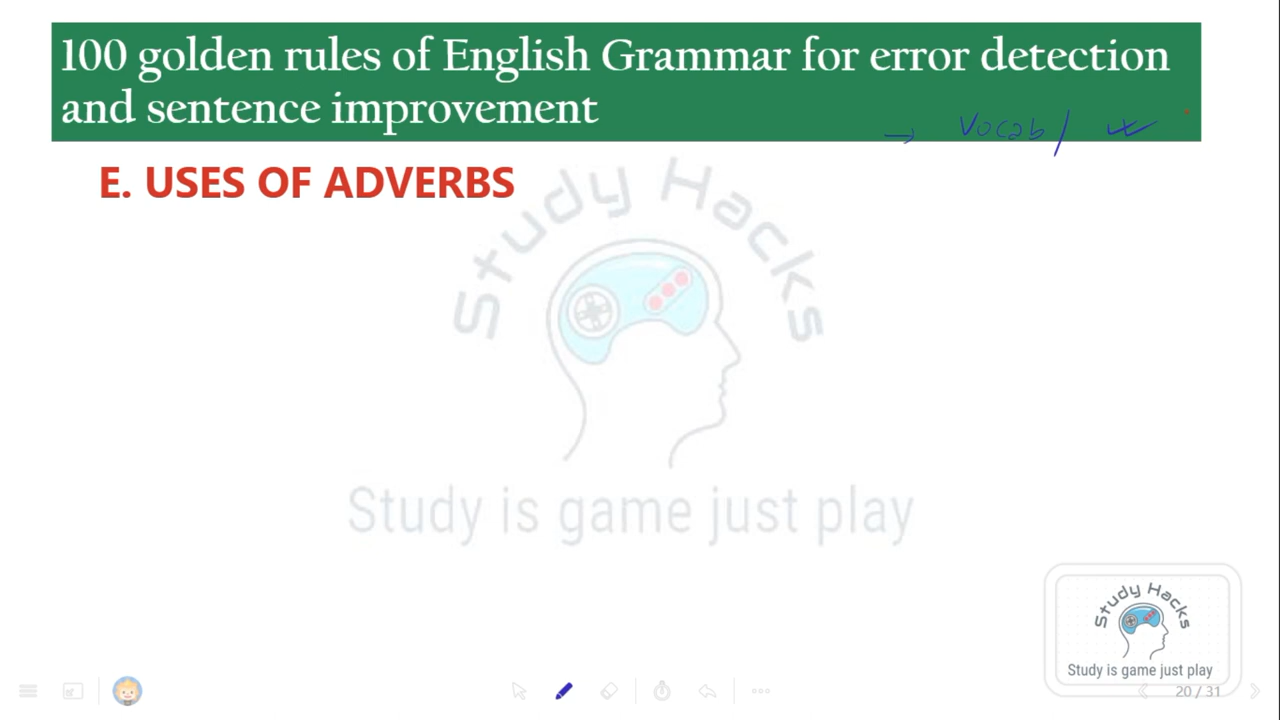 100 golden rules of English Grammar for error detection
and sentence improvement
→ Vocab /
E. USES OF ADVERBS
Study Hacks
Study is game just play
Study Hacks
Study is game just play
20 / 31